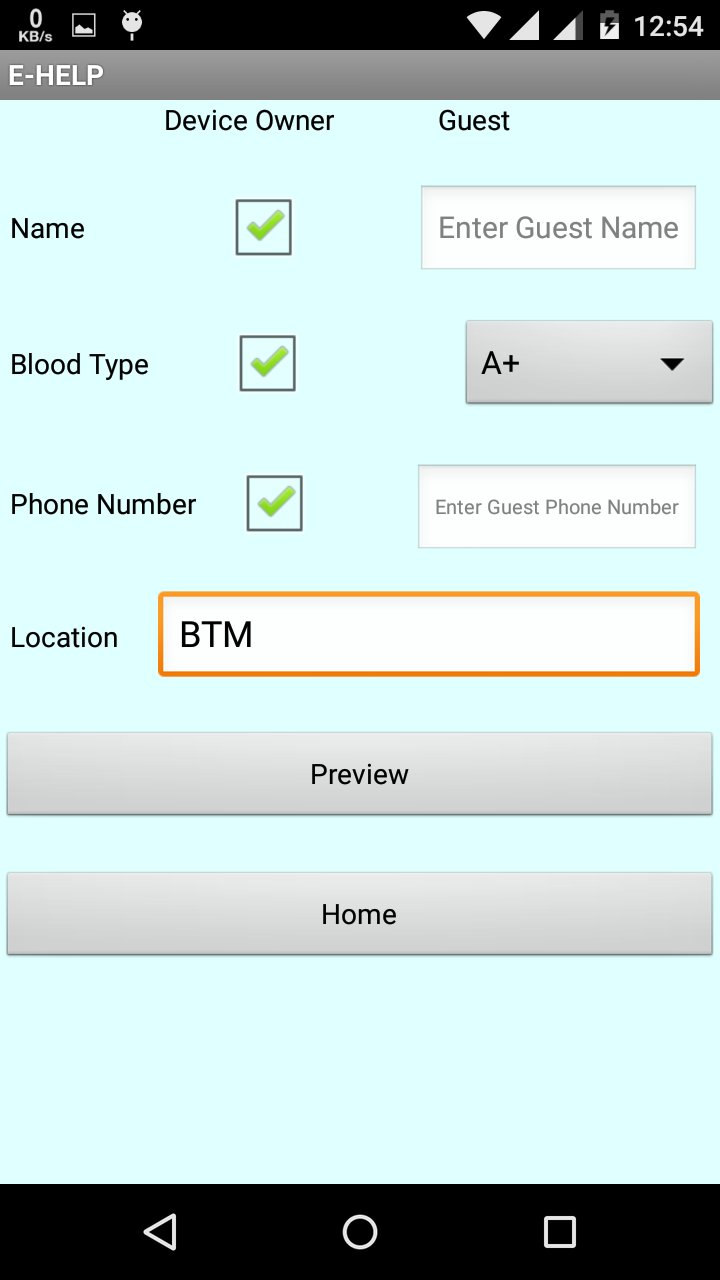 0
KB/s
12:54
E-HELP
Device Owner Guest
Name Enter Guest Name
Blood Type A+
Phone Number Enter Guest Phone Number
Location BTM
Preview
Home